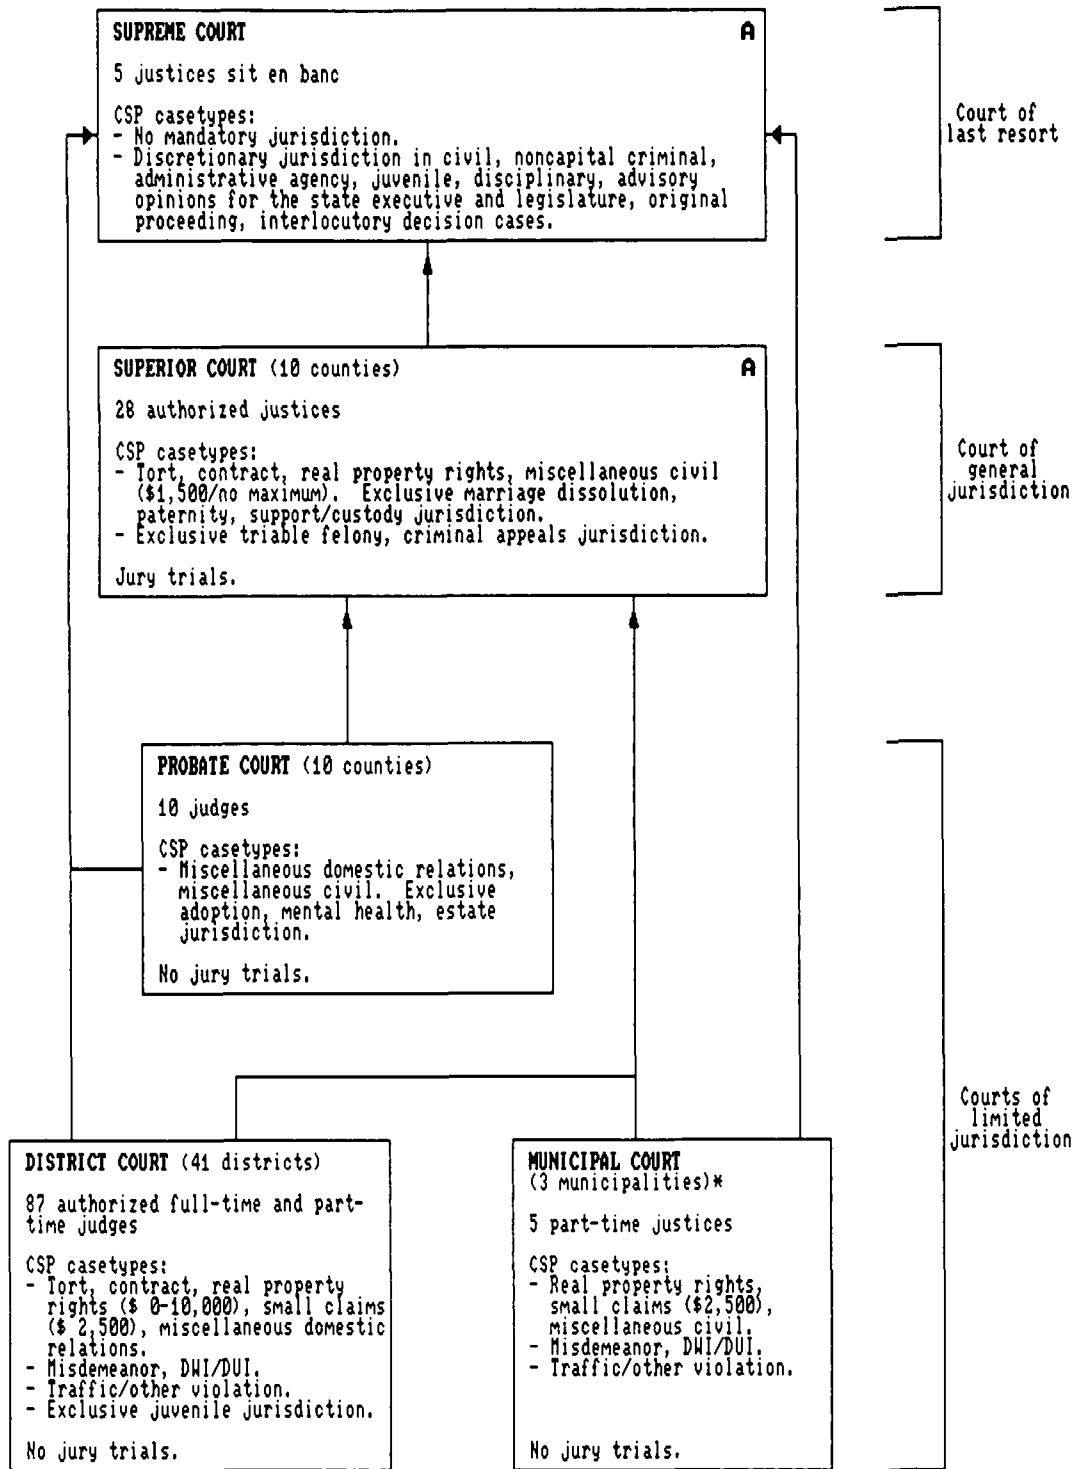 SUPREME COURT A
5 justices sit en banc
CSP casetypes:
- No mandatory jurisdiction.
- Discretionary jurisdiction in civil, noncapital criminal,
administrative agency, juvenile, disciplinary, advisory
opinions for the state executive and legislature, original
proceeding, interlocutory decision cases.
Court of
last resort
SUPERIOR COURT (10 counties) A
28 authorized justices
CSP casetypes:
- Tort, contract, real property rights, miscellaneous civil
($1,500/no maximum). Exclusive marriage dissolution,
paternity, support/custody jurisdiction.
- Exclusive triable felony, criminal appeals jurisdiction.
Jury trials.
Court of
general
jurisdiction
PROBATE COURT (10 counties)
10 judges
CSP casetypes:
- Miscellaneous domestic relations,
miscellaneous civil. Exclusive
adoption, mental health, estate
jurisdiction.
No jury trials.
DISTRICT COURT (41 districts)
87 authorized full-time and part-
time judges
CSP casetypes:
- Tort, contract, real property
rights ($ 0-10,000), small claims
($ 2,500), miscellaneous domestic
relations.
- Misdemeanor, DWI/DUI.
- Traffic/other violation.
- Exclusive juvenile jurisdiction.
No jury trials.
MUNICIPAL COURT
(3 municipalities)*
5 part-time justices
CSP casetypes:
- Real property rights,
small claims ($2,500),
miscellaneous civil.
- Misdemeanor, DWI/DUI.
- Traffic/other violation.
No jury trials.
Courts of
limited
jurisdiction